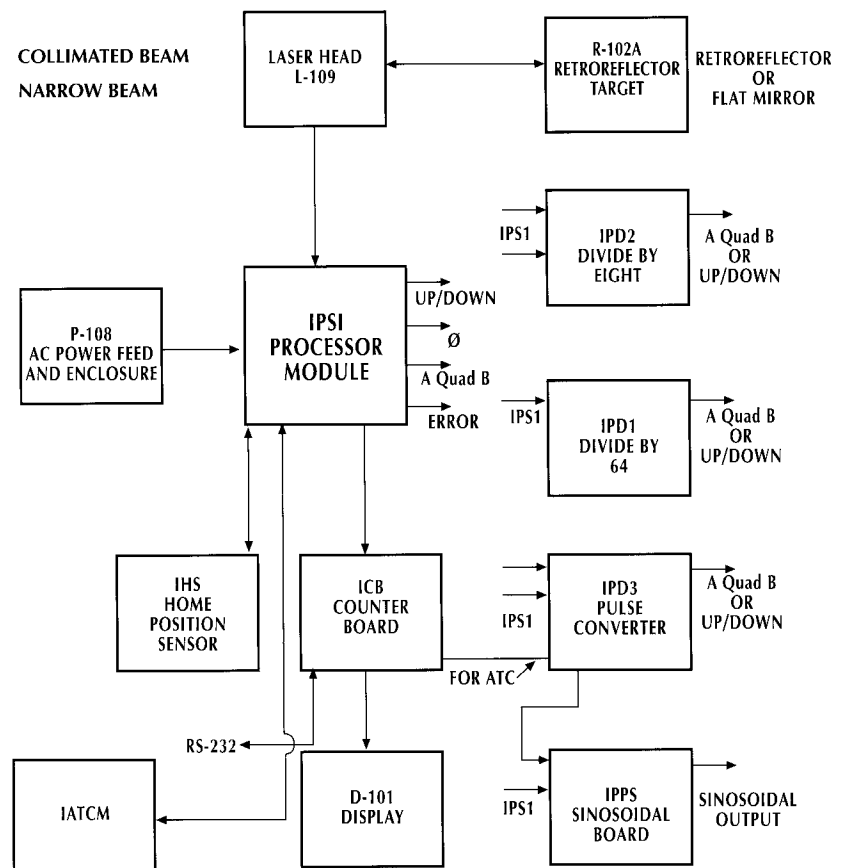 COLLIMATED BEAM
NARROW BEAM
LASER HEAD
L-109
R-102A
RETROREFLECTOR
TARGET
RETROREFLECTOR
OR
FLAT MIRROR
IPS1
IPD2
DIVIDE BY
EIGHT
A Quad B
OR
UP/DOWN
P-108
AC POWER FEED
AND ENCLOSURE
IPSI
PROCESSOR
MODULE
UP/DOWN
Ø
A Quad B
ERROR
IPS1
IPD1
DIVIDE BY
64
A Quad B
OR
UP/DOWN
IHS
HOME
POSITION
SENSOR
ICB
COUNTER
BOARD
IPS1
IPD3
PULSE
CONVERTER
A Quad B
OR
UP/DOWN
FOR ATC
RS-232
IATCM
D-101
DISPLAY
IPS1
IPPS
SINOSOIDAL
BOARD
SINOSOIDAL
OUTPUT